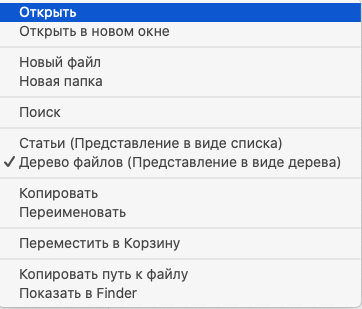 Открыть
Открыть в новом окне
Новый файл
Новая папка
Поиск
Статьи (Представление в виде списка)
✓ Дерево файлов (Представление в виде дерева)
Копировать
Переименовать
Переместить в Корзину
Копировать путь к файлу
Показать в Finder